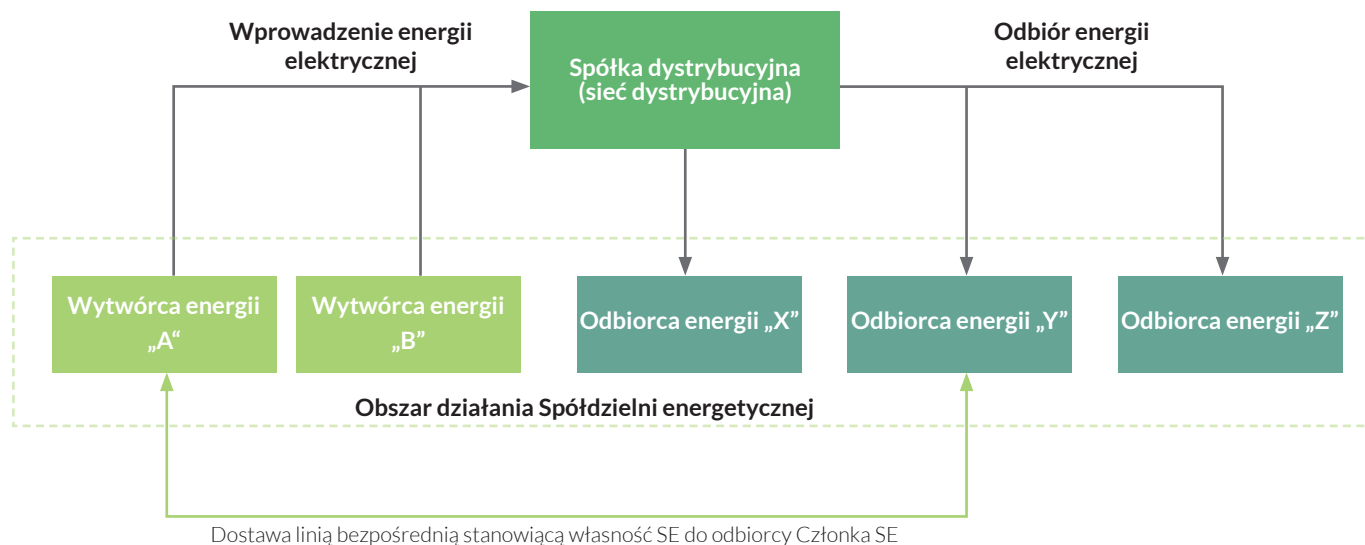 Wprowadzenie energii
elektrycznej
Spółka dystrybucyjna
(sieć dystrybucyjna)
Odbiór energii
elektrycznej
Wytwórca energii
„A“
Wytwórca energii
„B”
Odbiorca energii „X”
Odbiorca energii „Y”
Odbiorca energii „Z”
Obszar działania Spółdzielni energetycznej
Dostawa linią bezpośrednią stanowiącą własność SE do odbiorcy Członka SE